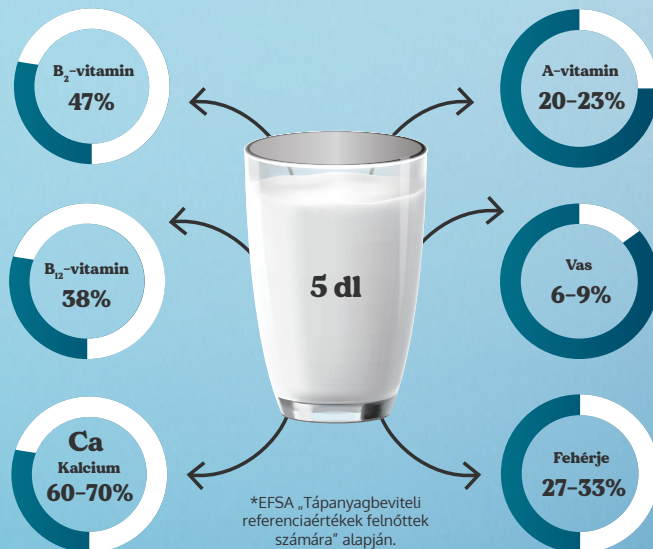 B₂-vitamin
47%
A-vitamin
20-23%
B₁₂-vitamin
38%
5 dl
Vas
6-9%
Ca
Kalcium
60-70%
Fehérje
27-33%
*EFSA „Tápanyagbeviteli
referenciaértékek felnőttek
számára” alapján.